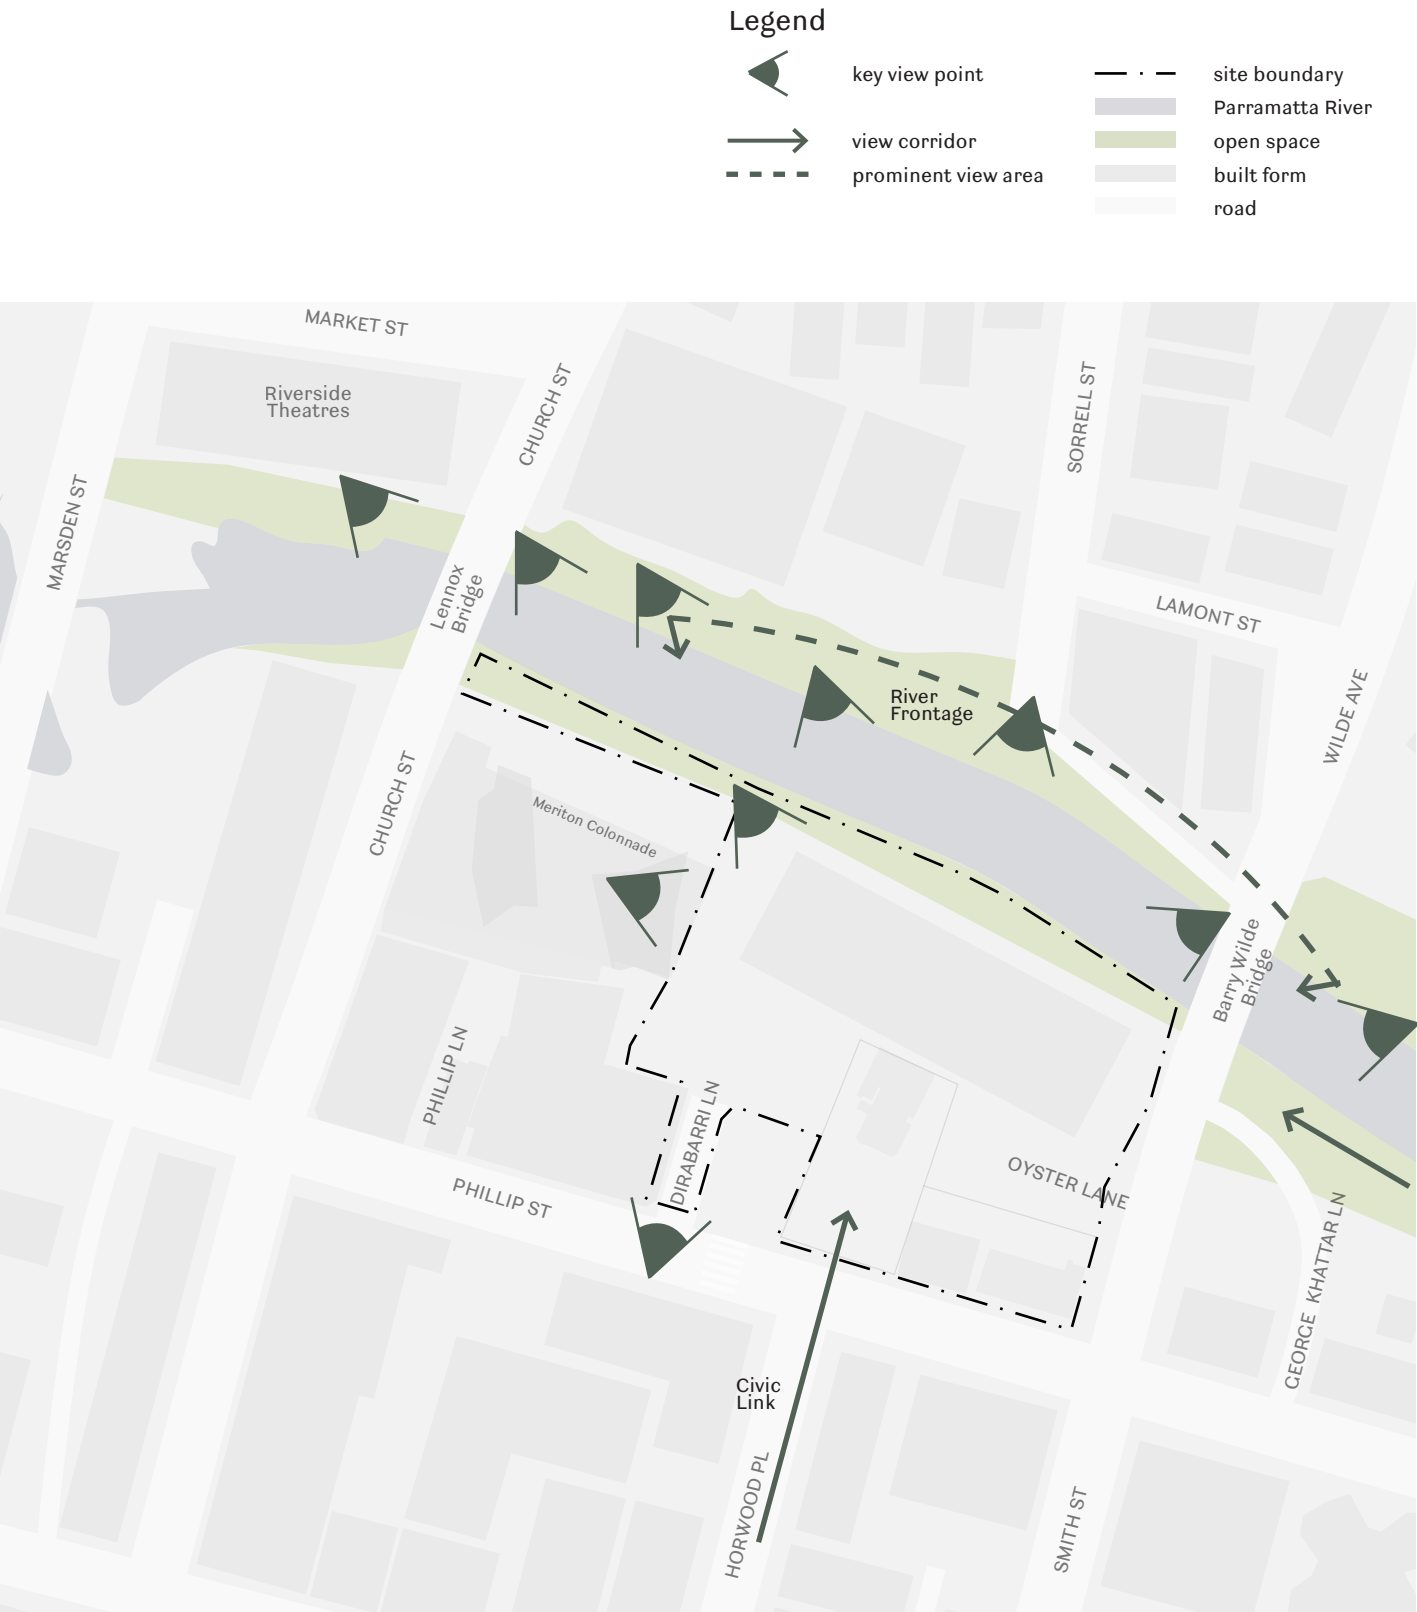 Legend
key view point
view corridor
prominent view area
site boundary
Parramatta River
open space
built form
road
MARKET ST
Riverside
Theatres
CHURCH ST
SORRELL ST
MARSDEN ST
Lennox
Bridge
LAMONT ST
River
Frontage
WILDE AVE
CHURCH ST
Meriton Colonnade
Barry Wilde
Bridge
PHILLIP LN
DIRABARRI LN
OYSTER LANE
PHILLIP ST
GEORGE KHATTAR LN
Civic
Link
HORWOOD PL
SMITH ST